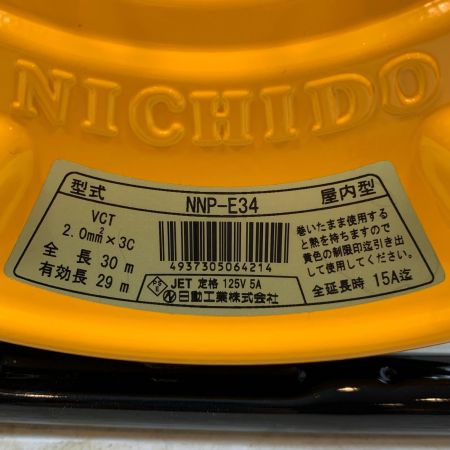 NICHIDO
型式 NNP-E34 屋内型
VCT
2.0mm² × 3C
全長 30m
有効長 29m
4937305064214
PS E JET 定格 125V 5A
N 日動工業株式会社
巻いたまま使用する
と熱を持ちますので
黄色の制限印迄引き出
して使用してください。
全延長時 15A迄